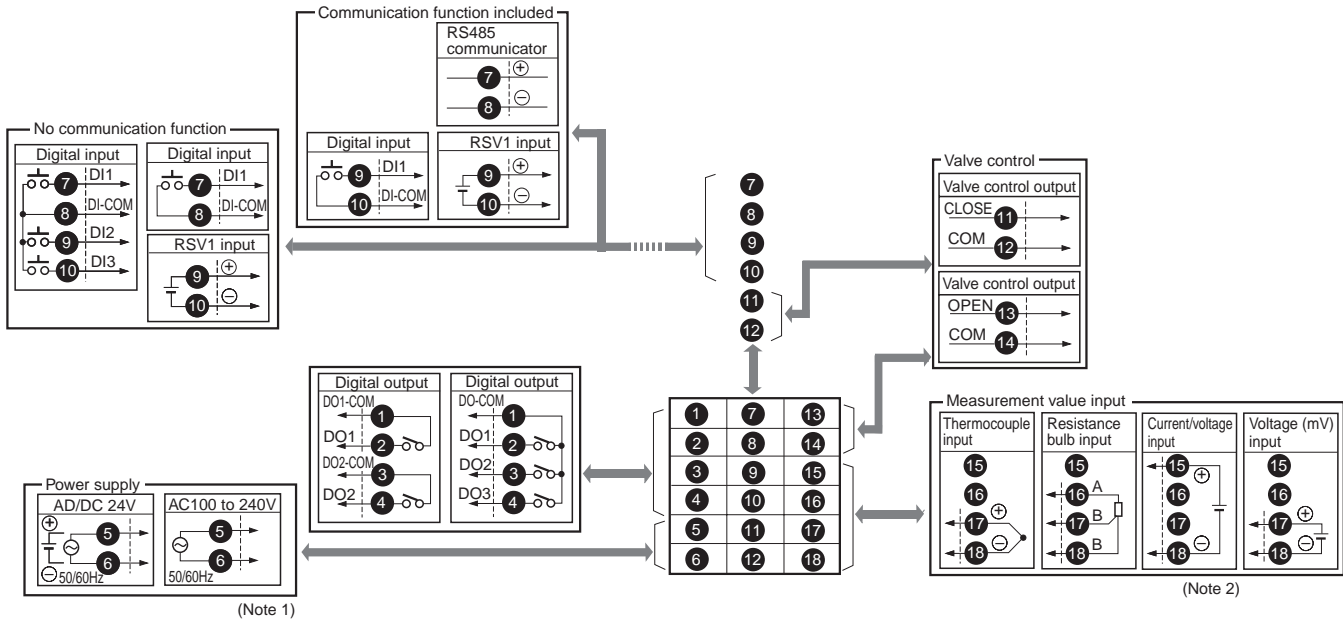 Communication function included
RS485
communicator
7 ⊕
8 ⊖
Digital input
9 DI1
10 DI-COM
RSV1 input
9 ⊕
10 ⊖
No communication function
Digital input
7 DI1
8 DI-COM
9 DI2
10 DI3
Digital input
7 DI1
8 DI-COM
RSV1 input
9 ⊕
10 ⊖
7
8
9
10
11
12
Valve control
Valve control output
CLOSE 11
COM 12
Valve control output
OPEN 13
COM 14
Digital output
DO1-COM 1
DO1 2
DO2-COM 3
DO2 4
Digital output
DO-COM 1
DO1 2
DO2 3
DO3 4
1 7 13
2 8 14
3 9 15
4 10 16
5 11 17
6 12 18
Power supply
AD/DC 24V
⊕ 5
6
⊖ 50/60Hz
AC100 to 240V
5
6
50/60Hz
(Note 1)
Measurement value input
Thermocouple
input
15
16
17 ⊕
18 ⊖
Resistance
bulb input
15
16 A
17 B
18 B
Current/voltage
input
15 ⊕
16
17
18 ⊖
Voltage (mV)
input
15
16
17 ⊕
18 ⊖
(Note 2)